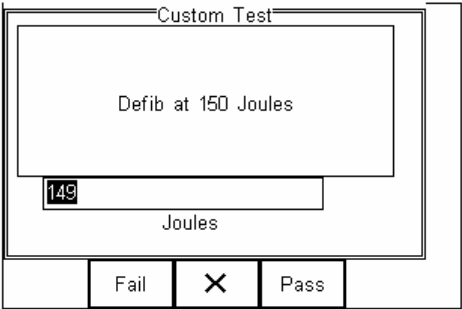 Custom Test
Defib at 150 Joules
149
Joules
Fail ✕ Pass